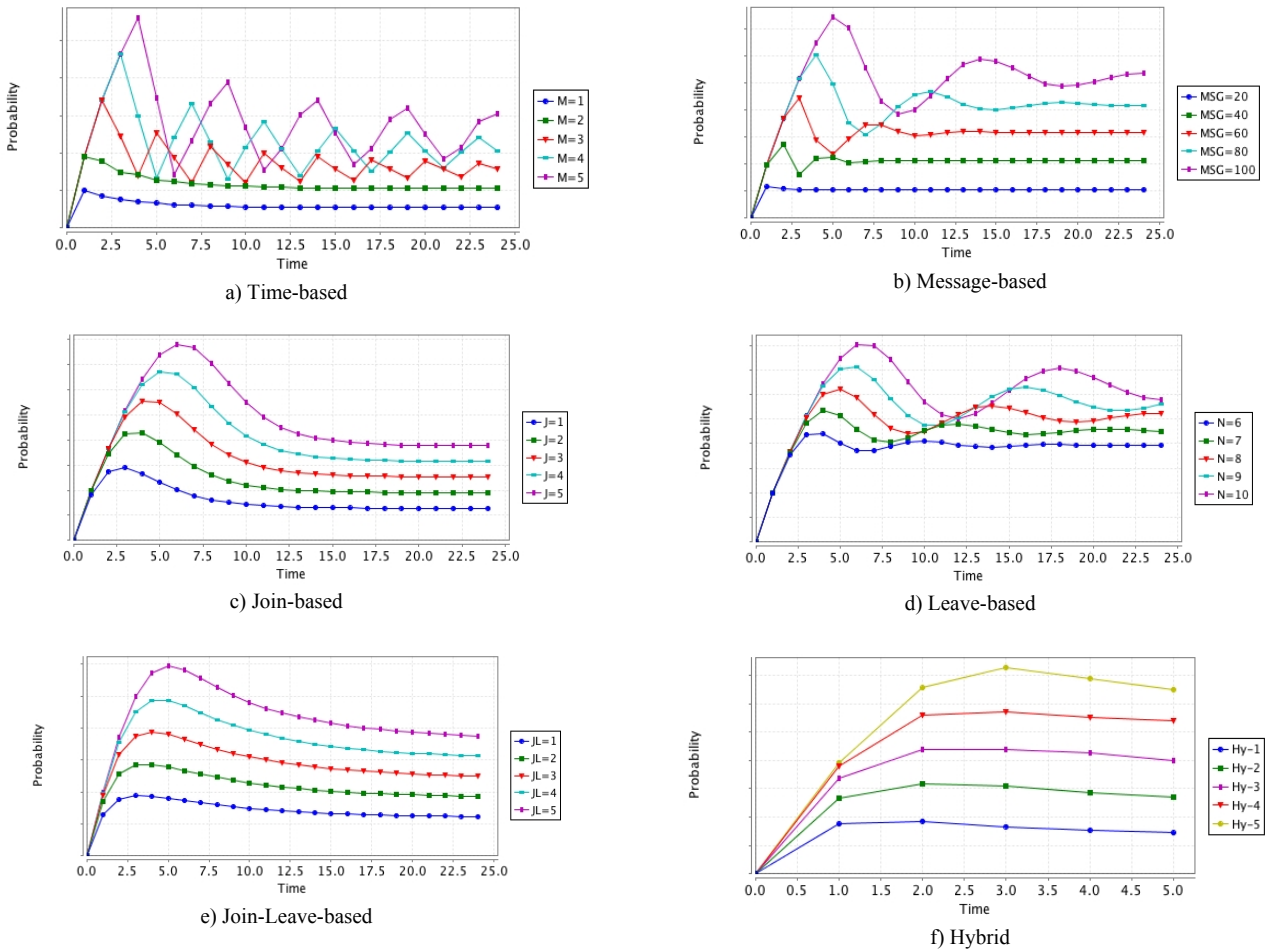 Probability
M=1
M=2
M=3
M=4
M=5
0.0 2.5 5.0 7.5 10.0 12.5 15.0 17.5 20.0 22.5 25.0
Time
a) Time-based
Probability
MSG=20
MSG=40
MSG=60
MSG=80
MSG=100
0.0 2.5 5.0 7.5 10.0 12.5 15.0 17.5 20.0 22.5 25.0
Time
b) Message-based
Probability
J=1
J=2
J=3
J=4
J=5
0.0 2.5 5.0 7.5 10.0 12.5 15.0 17.5 20.0 22.5 25.0
Time
c) Join-based
Probability
N=6
N=7
N=8
N=9
N=10
0.0 2.5 5.0 7.5 10.0 12.5 15.0 17.5 20.0 22.5 25.0
Time
d) Leave-based
Probability
JL=1
JL=2
JL=3
JL=4
JL=5
0.0 2.5 5.0 7.5 10.0 12.5 15.0 17.5 20.0 22.5 25.0
Time
e) Join-Leave-based
Probability
Hy-1
Hy-2
Hy-3
Hy-4
Hy-5
0.0 0.5 1.0 1.5 2.0 2.5 3.0 3.5 4.0 4.5 5.0
Time
f) Hybrid